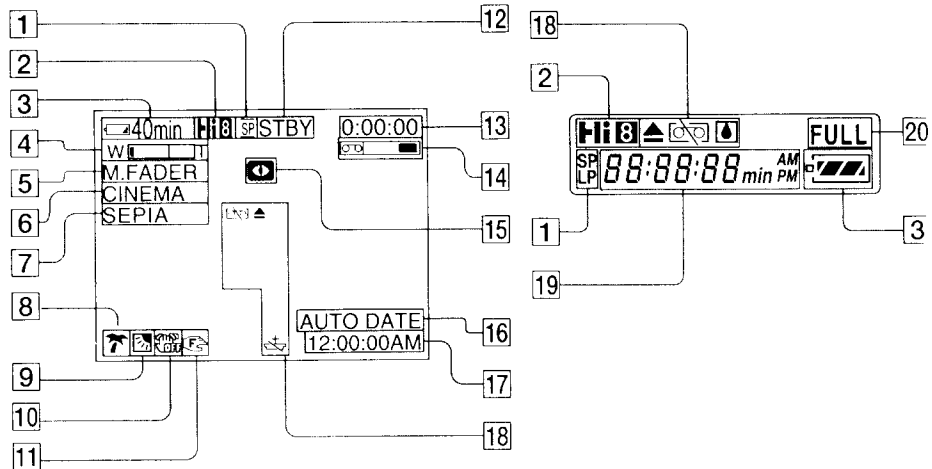 1
2
3
4
5
6
7
8
9
10
11
12
13
14
15
16
17
18
40min Hi8 SP STBY 0:00:00
W T
M.FADER
CINEMA
SEPIA
AUTO DATE
12:00:00AM
OFF
F
S
18
2
20
1
3
19
Hi8 FULL
SP
LP
88:88:88 min AM
PM